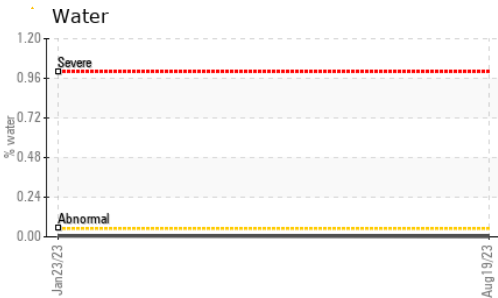 Water
1.20
Severe
0.96
0.72
% water
0.48
0.24
Abnormal
0.00
Jan23/23
Aug19/23